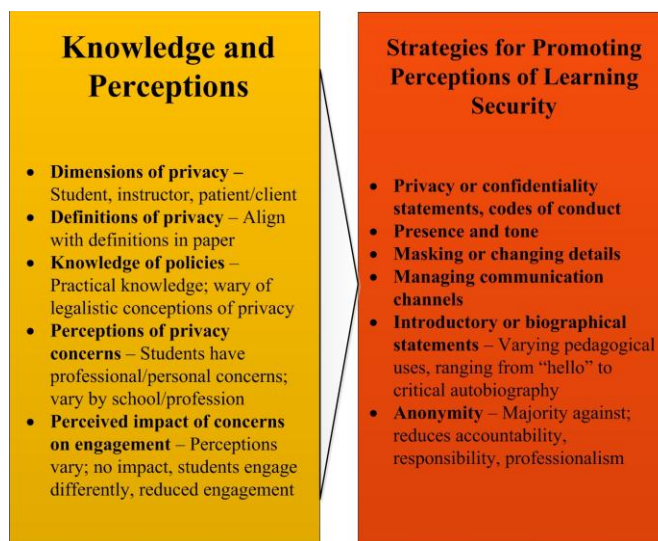 Knowledge and
Perceptions
• Dimensions of privacy –
Student, instructor, patient/client
• Definitions of privacy – Align
with definitions in paper
• Knowledge of policies –
Practical knowledge; wary of
legalistic conceptions of privacy
• Perceptions of privacy
concerns – Students have
professional/personal concerns;
vary by school/profession
• Perceived impact of concerns
on engagement – Perceptions
vary; no impact, students engage
differently, reduced engagement
Strategies for Promoting
Perceptions of Learning
Security
• Privacy or confidentiality
statements, codes of conduct
• Presence and tone
• Masking or changing details
• Managing communication
channels
• Introductory or biographical
statements – Varying pedagogical
uses, ranging from “hello” to
critical autobiography
• Anonymity – Majority against;
reduces accountability,
responsibility, professionalism